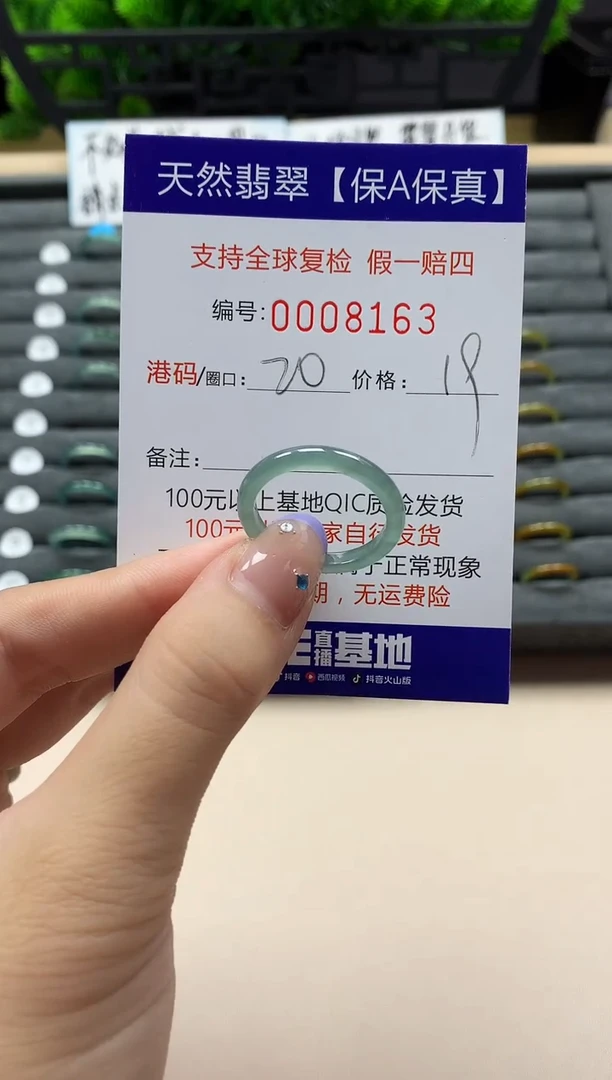 天然翡翠【保A保真】
支持全球复检 假一赔四
编号:0008163
港码/圈口: 20 价格: 19
备注:
100元以上基地QIC质检发货
100元 家自行发货
于正常现象
期，无运费险
直播基地
抖音 西瓜视频 抖音火山版